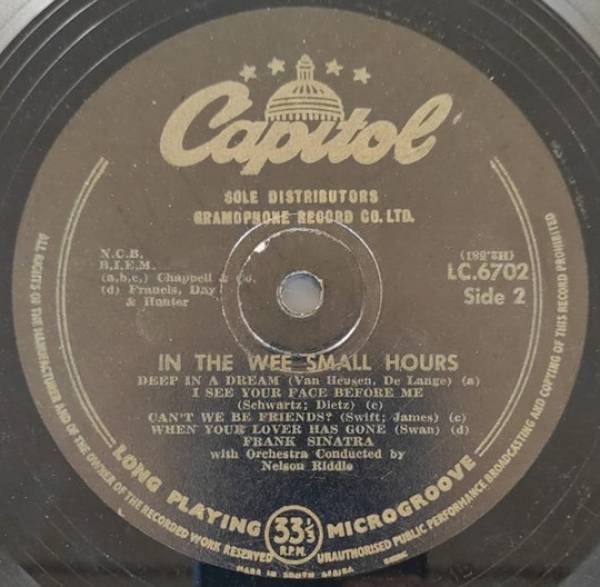 Capitol
SOLE DISTRIBUTORS
GRAMOPHONE RECORD CO. LTD.
N.C.B.
B.I.E.M.
(a,b,c,) Chappell & Co.
(d) Francis, Day
& Hunter
LC.6702
Side 2
IN THE WEE SMALL HOURS
DEEP IN A DREAM (Van Heusen, De Lange) (a)
I SEE YOUR FACE BEFORE ME
(Schwartz; Dietz) (c)
CAN'T WE BE FRIENDS? (Swift; James) (c)
WHEN YOUR LOVER HAS GONE (Swan) (d)
FRANK SINATRA
with Orchestra Conducted by
Nelson Riddle
LONG PLAYING 33⅓ R.P.M. MICROGROOVE
ALL RIGHTS OF THE MANUFACTURER AND OF THE OWNER OF THE RECORDED WORK RESERVED
UNAUTHORISED PUBLIC PERFORMANCE BROADCASTING AND COPYING OF THIS RECORD PROHIBITED
MADE IN SOUTH AFRICA